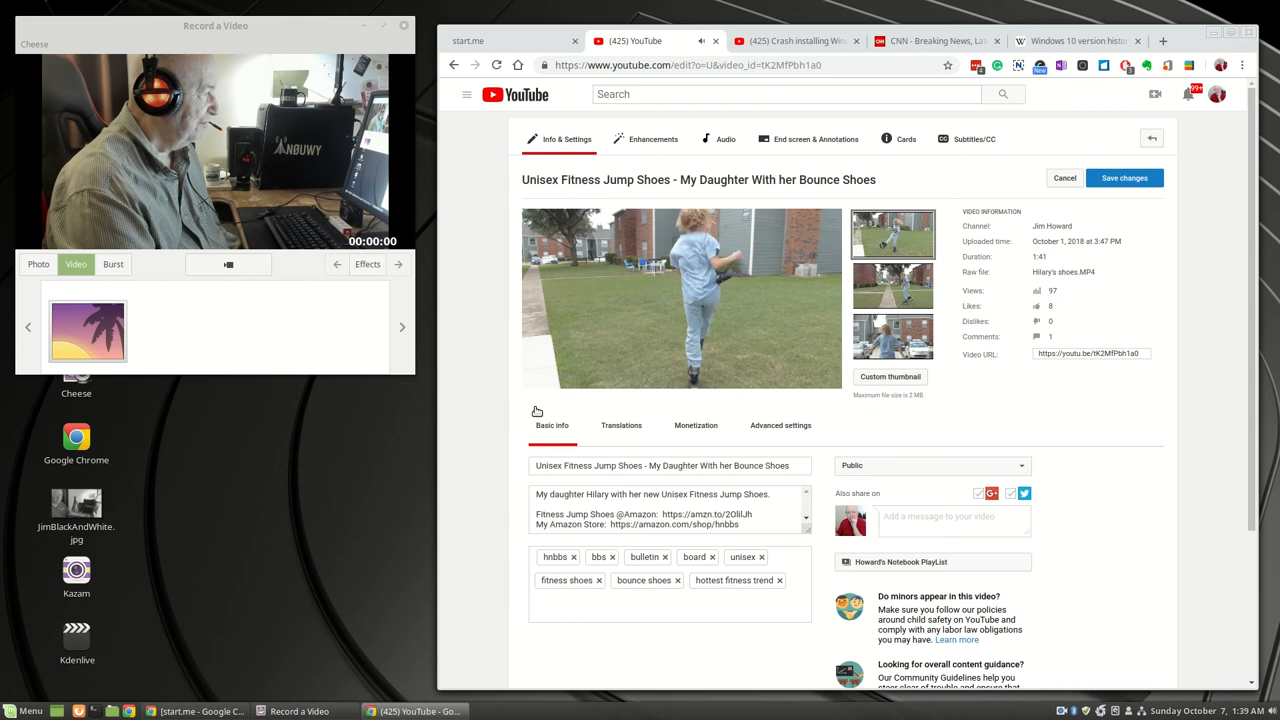 Record a Video
Cheese
00:00:00
Photo
Video
Burst
Effects
Cheese
Google Chrome
JimBlackAndWhite.
jpg
Kazam
Kdenlive
start.me
(425) YouTube
(425) Crash installing Win
CNN - Breaking News, Lat
Windows 10 version hist
https://www.youtube.com/edit?o=U&video_id=tK2MfPbh1a0
YouTube
Search
99+
Info & Settings
Enhancements
Audio
End screen & Annotations
Cards
Subtitles/CC
Unisex Fitness Jump Shoes - My Daughter With her Bounce Shoes
Cancel
Save changes
VIDEO INFORMATION
Channel: Jim Howard
Uploaded time: October 1, 2018 at 3:47 PM
Duration: 1:41
Raw file: Hilary's shoes.MP4
Views: 97
Likes: 8
Dislikes: 0
Comments: 1
Video URL: https://youtu.be/tK2MfPbh1a0
Custom thumbnail
Maximum file size is 2 MB.
Basic info
Translations
Monetization
Advanced settings
Unisex Fitness Jump Shoes - My Daughter With her Bounce Shoes
My daughter Hilary with her new Unisex Fitness Jump Shoes.
Fitness Jump Shoes @Amazon: https://amzn.to/2OlilJh
My Amazon Store: https://amazon.com/shop/hnbbs
hnbbs
bbs
bulletin
board
unisex
fitness shoes
bounce shoes
hottest fitness trend
Public
Also share on
Add a message to your video
Howard's Notebook PlayList
Do minors appear in this video?
Make sure you follow our policies
around child safety on YouTube and
comply with any labor law obligations
you may have. Learn more
Looking for overall content guidance?
Our Community Guidelines help you
steer clear of trouble and ensure that
Menu
[start.me - Google C...
Record a Video
(425) YouTube - Go...
Sunday October 7, 1:39 AM